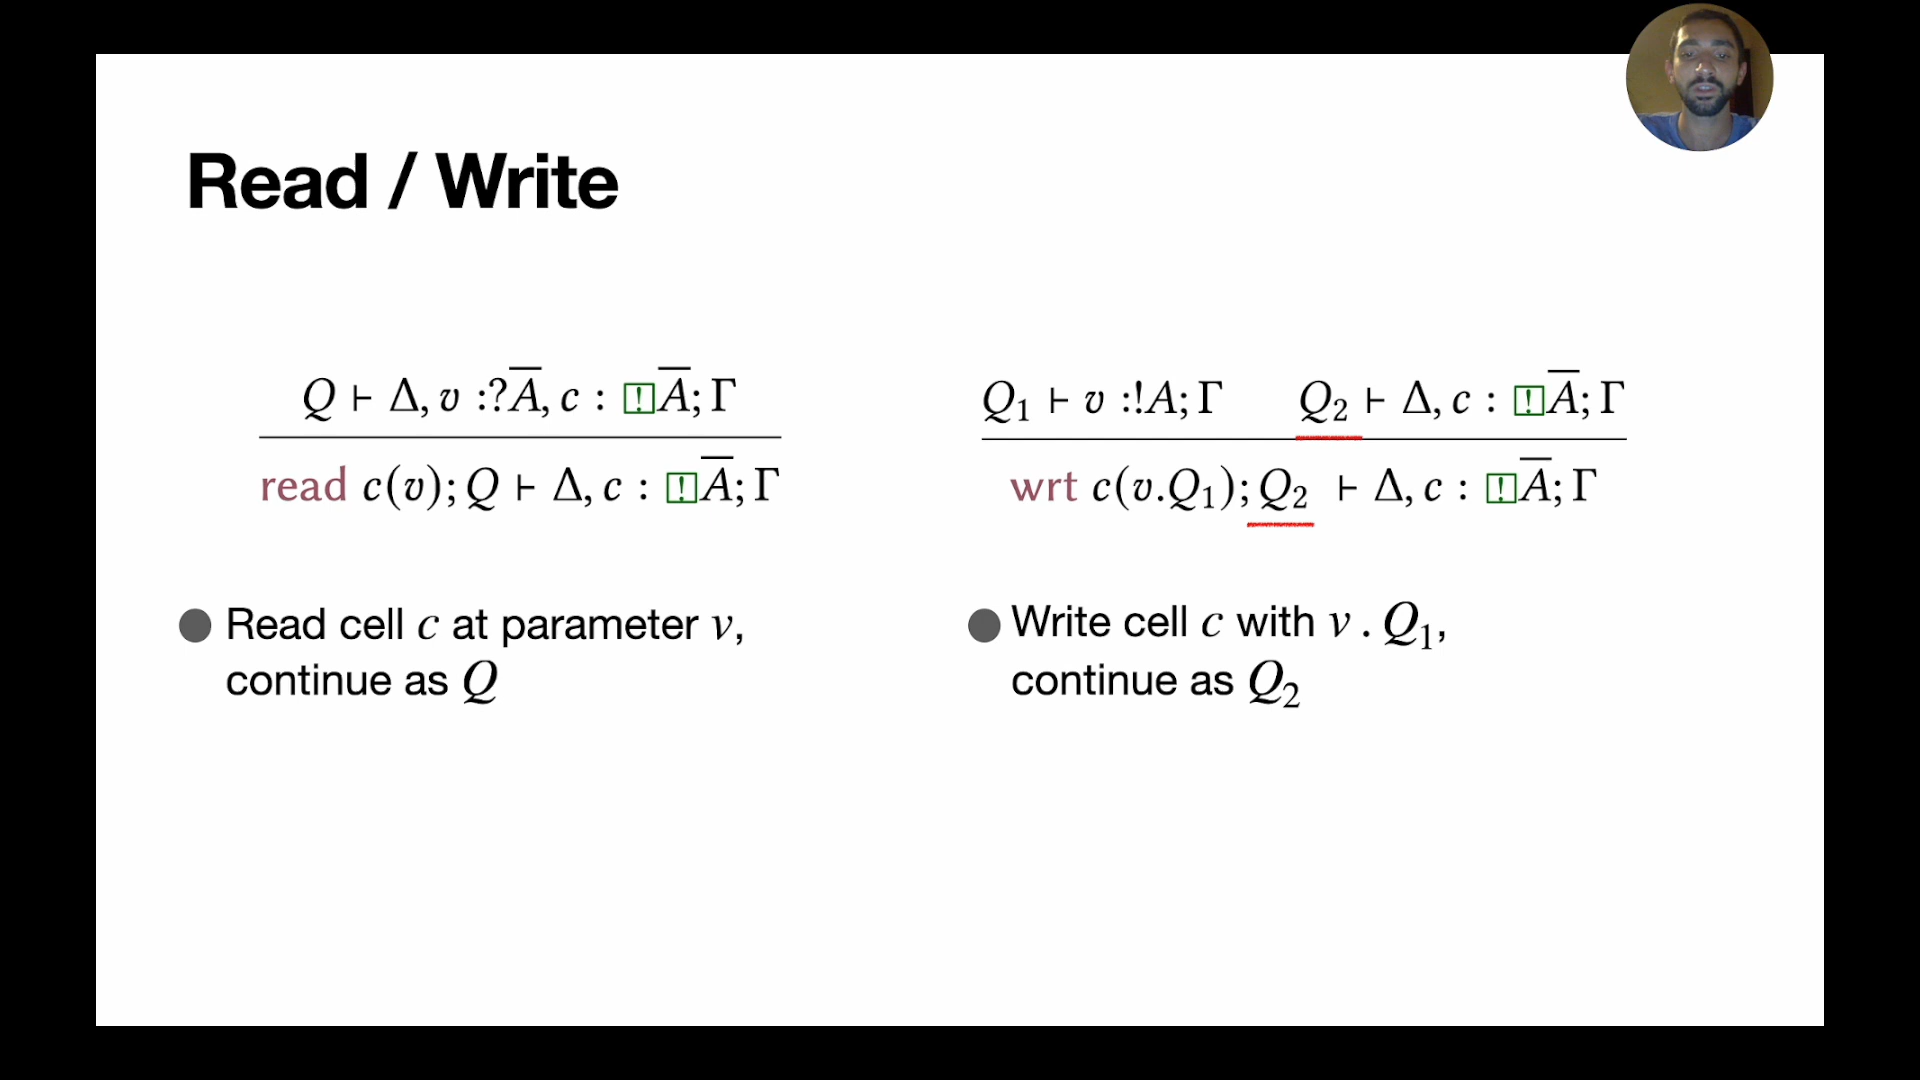 Read / Write
Q ⊢ Δ, v :?A̅, c : [!]A̅; Γ
read c(v); Q ⊢ Δ, c : [!]A̅; Γ
Q₁ ⊢ v :!A; Γ    Q₂ ⊢ Δ, c : [!]A̅; Γ
wrt c(v.Q₁); Q₂ ⊢ Δ, c : [!]A̅; Γ
● Read cell c at parameter v,
continue as Q
● Write cell c with v . Q₁,
continue as Q₂